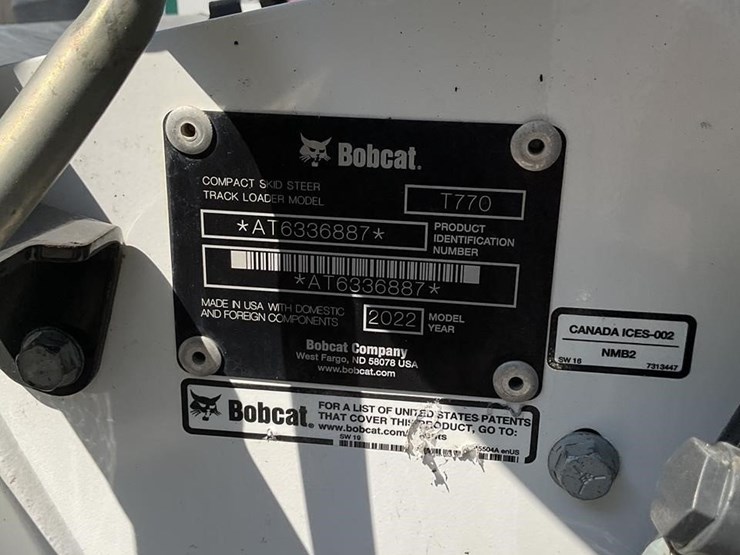 Bobcat.
COMPACT SKID STEER
TRACK LOADER MODEL
T770
*AT6336887*
PRODUCT
IDENTIFICATION
NUMBER
*AT6336887*
MADE IN USA WITH DOMESTIC
AND FOREIGN COMPONENTS
2022
MODEL
YEAR
Bobcat Company
West Fargo, ND 58078 USA
www.bobcat.com
CANADA ICES-002
NMB2
SW 16
7313447
Bobcat.
FOR A LIST OF UNITED STATES PATENTS
THAT COVER THIS PRODUCT, GO TO:
www.bobcat.com/
SW 19
enUS